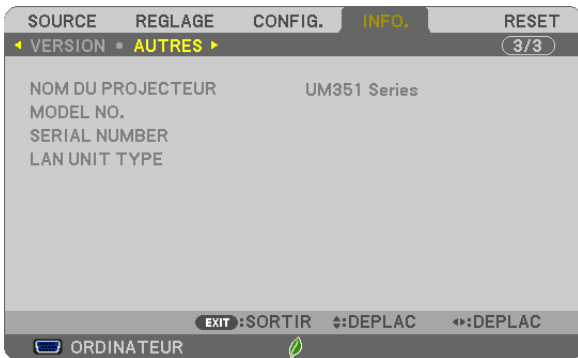 SOURCE REGLAGE CONFIG. INFO. RESET
VERSION • AUTRES 3/3
NOM DU PROJECTEUR UM351 Series
MODEL NO.
SERIAL NUMBER
LAN UNIT TYPE
EXIT :SORTIR :DEPLAC :DEPLAC
ORDINATEUR